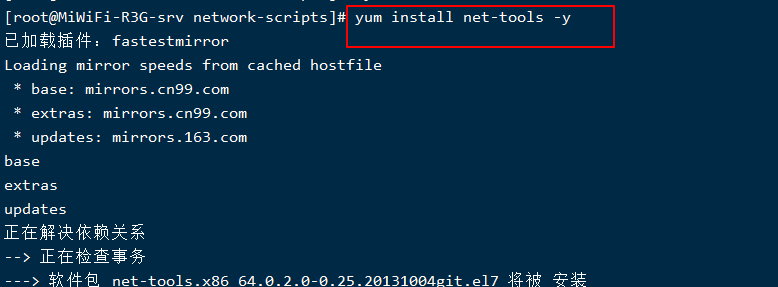 [root@MiWiFi-R3G-srv network-scripts]# yum install net-tools -y
已加载插件：fastestmirror
Loading mirror speeds from cached hostfile
 * base: mirrors.cn99.com
 * extras: mirrors.cn99.com
 * updates: mirrors.163.com
base
extras
updates
正在解决依赖关系
--> 正在检查事务
---> 软件包 net-tools.x86_64.0.2.0-0.25.20131004git.el7 将被 安装